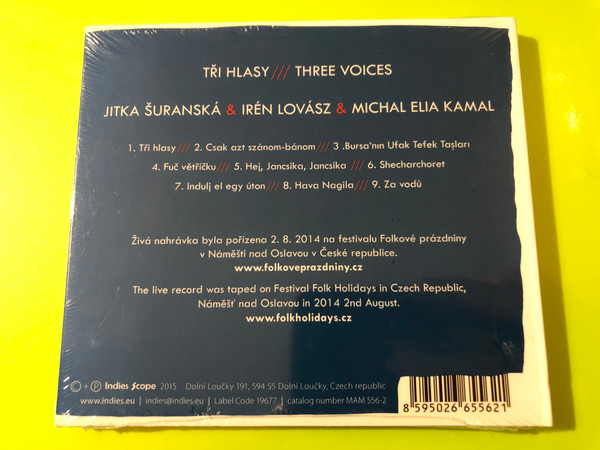 TŘI HLASY /// THREE VOICES
JITKA ŠURANSKÁ & IRÉN LOVÁSZ & MICHAL ELIA KAMAL
1. Tři hlasy /// 2. Csak azt szánom-bánom /// 3 .Bursa'nın Ufak Tefek Taşları
4. Fuč větříčku /// 5. Hej, Jancsika, Jancsika /// 6. Shecharchoret
7. Indulj el egy úton /// 8. Hava Nagila /// 9. Za vodů
Živá nahrávka byla pořízena 2. 8. 2014 na festivalu Folkové prázdniny
v Náměšti nad Oslavou v České republice.
www.folkoveprazdniny.cz
The live record was taped on Festival Folk Holidays in Czech Republic,
Náměšť nad Oslavou in 2014 2nd August.
www.folkholidays.cz
© + ℗ Indies Scope 2015 Dolní Loučky 191, 594 55 Dolní Loučky, Czech republic
www.indies.eu | indies@indies.eu | Label Code 19677 | catalog number MAM 556-2
8 595026 655621